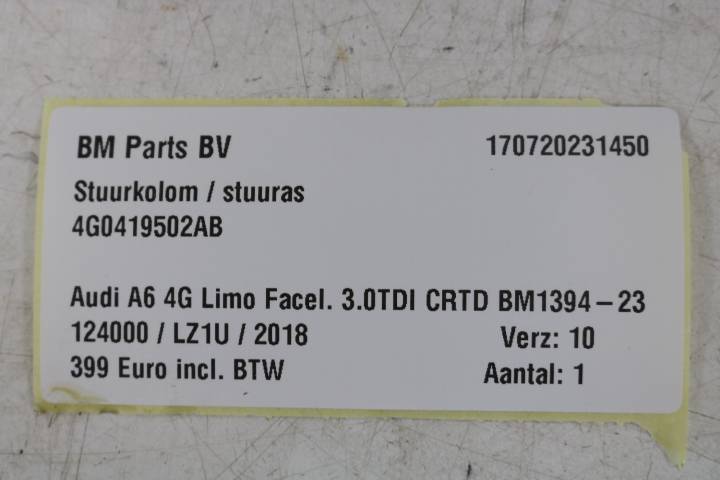 BM Parts BV 170720231450
Stuurkolom / stuuras
4G0419502AB
Audi A6 4G Limo Facel. 3.0TDI CRTD BM1394-23
124000 / LZ1U / 2018 Verz: 10
399 Euro incl. BTW Aantal: 1